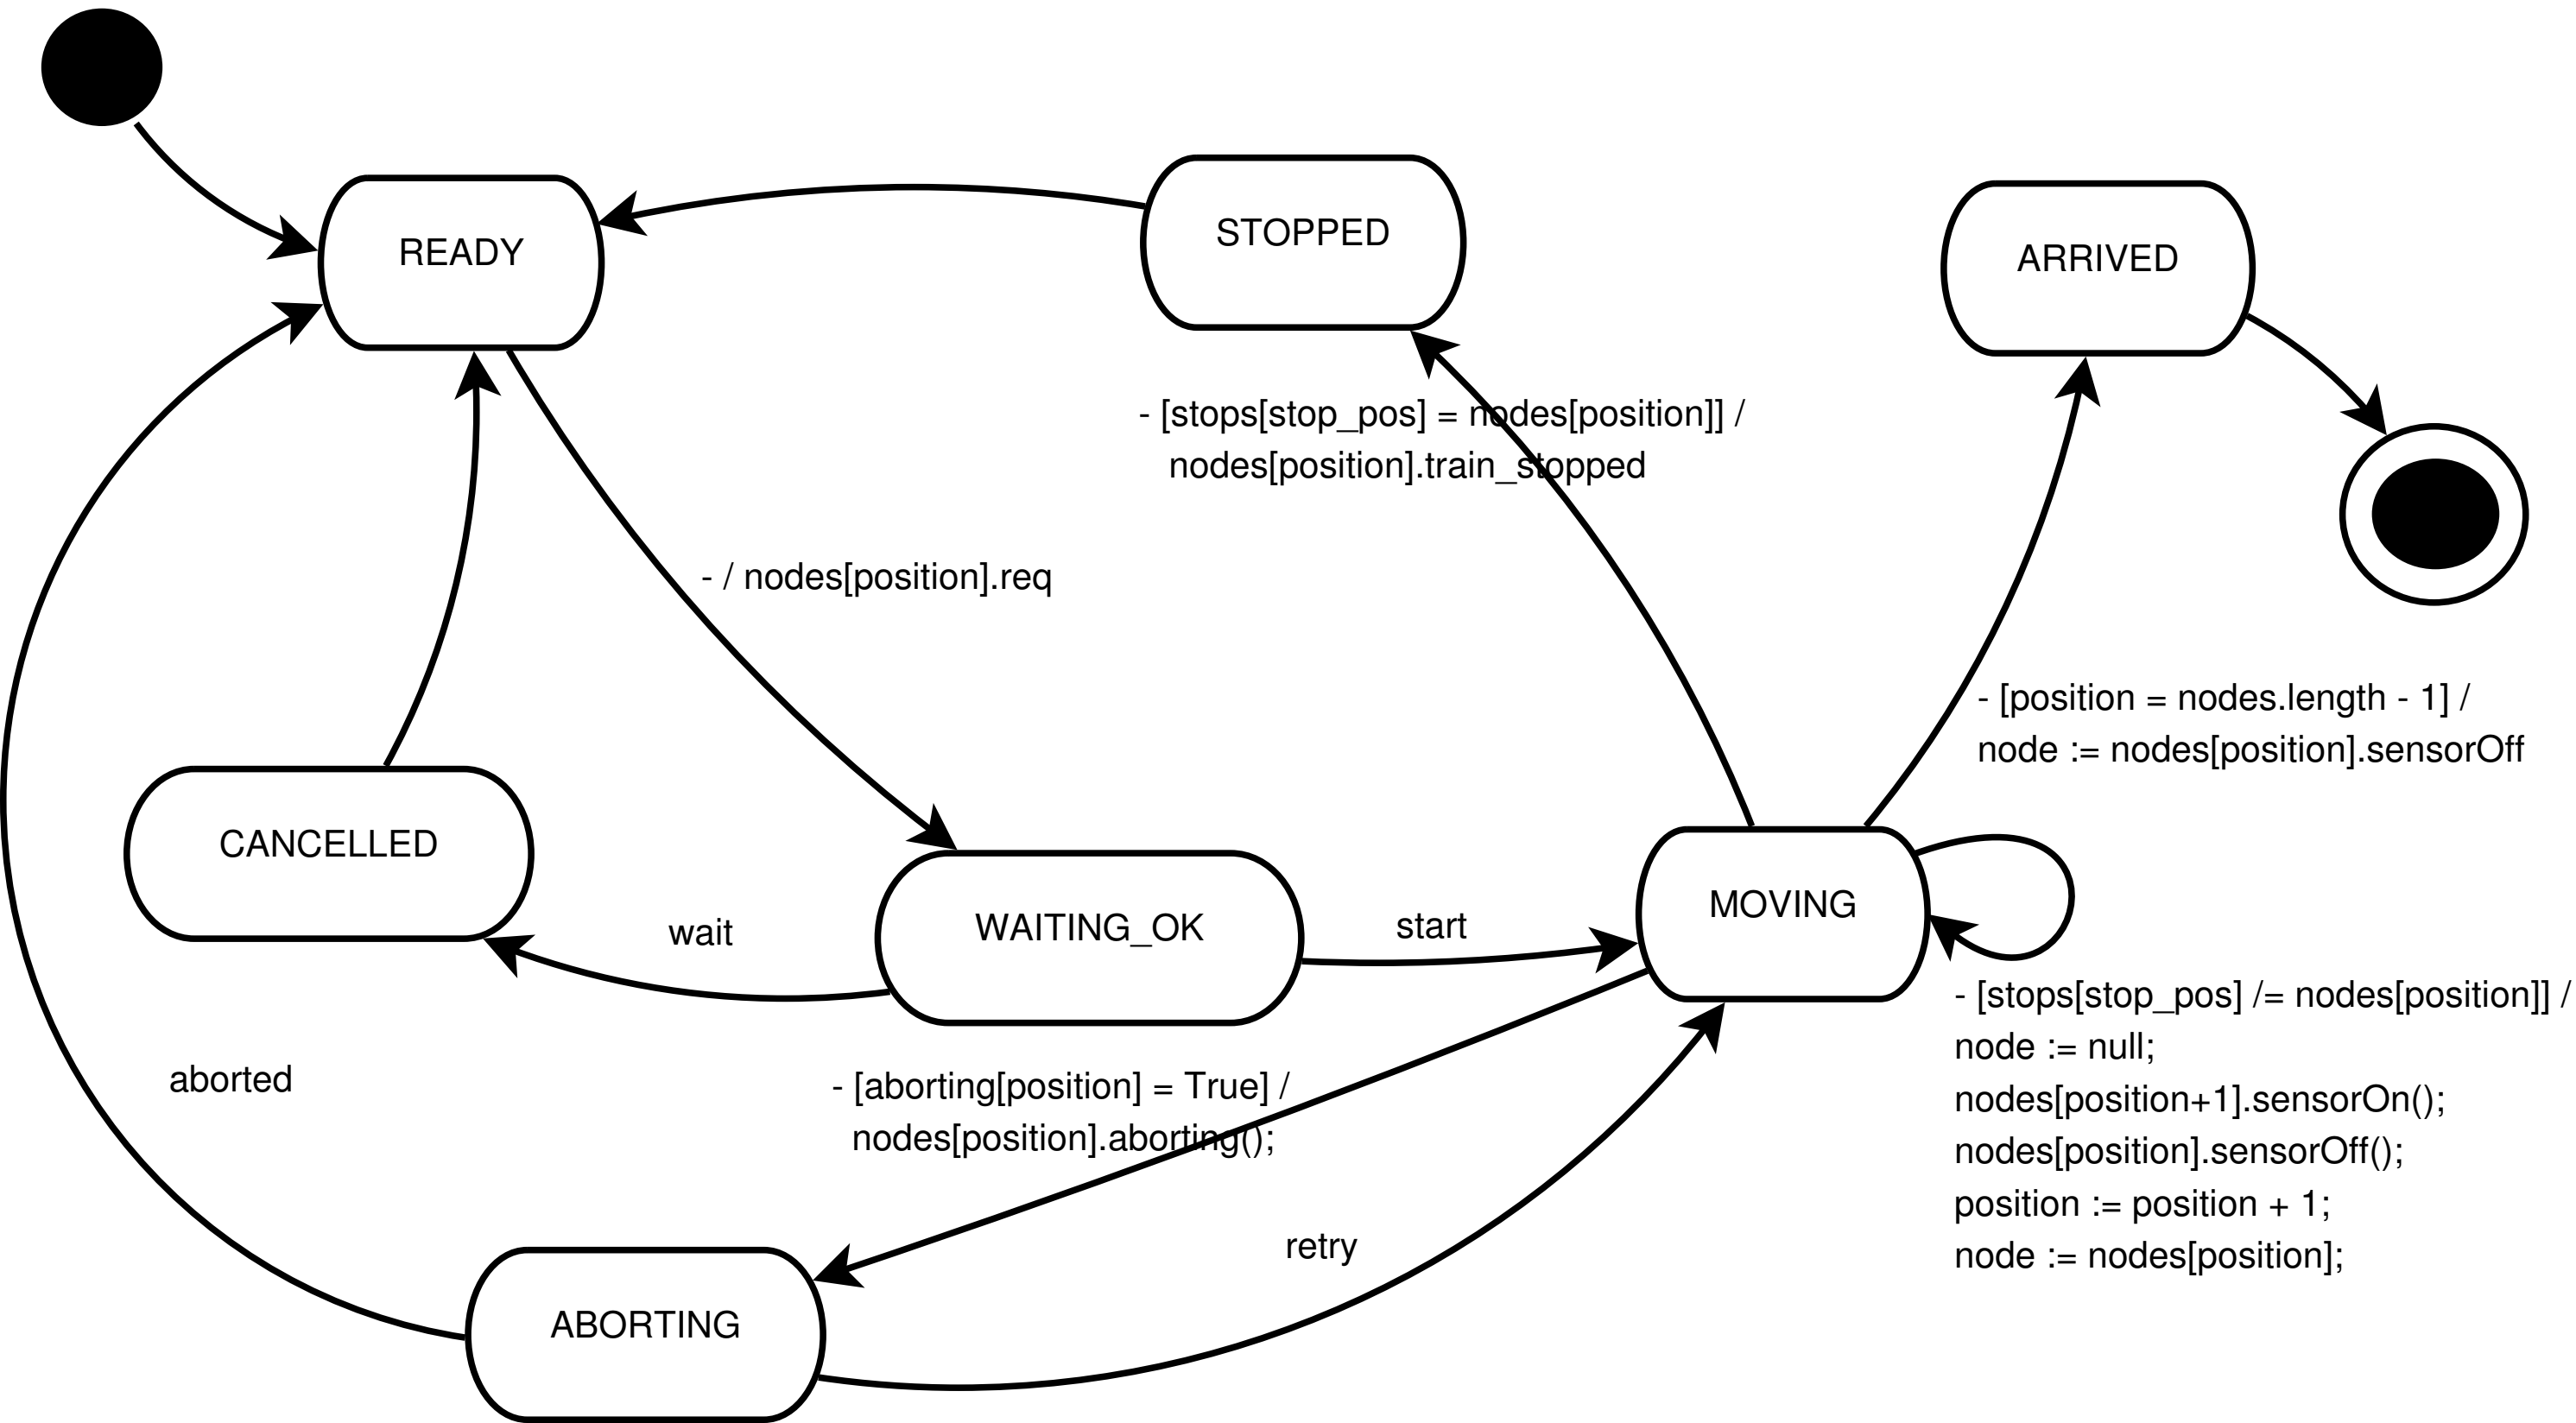 READY
STOPPED
ARRIVED
- [stops[stop_pos] = nodes[position]] /
nodes[position].train_stopped
- / nodes[position].req
- [position = nodes.length - 1] /
node := nodes[position].sensorOff
CANCELLED
WAITING_OK
MOVING
wait
start
- [stops[stop_pos] /= nodes[position]] /
node := null;
nodes[position+1].sensorOn();
nodes[position].sensorOff();
position := position + 1;
node := nodes[position];
aborted
- [aborting[position] = True] /
nodes[position].aborting();
retry
ABORTING